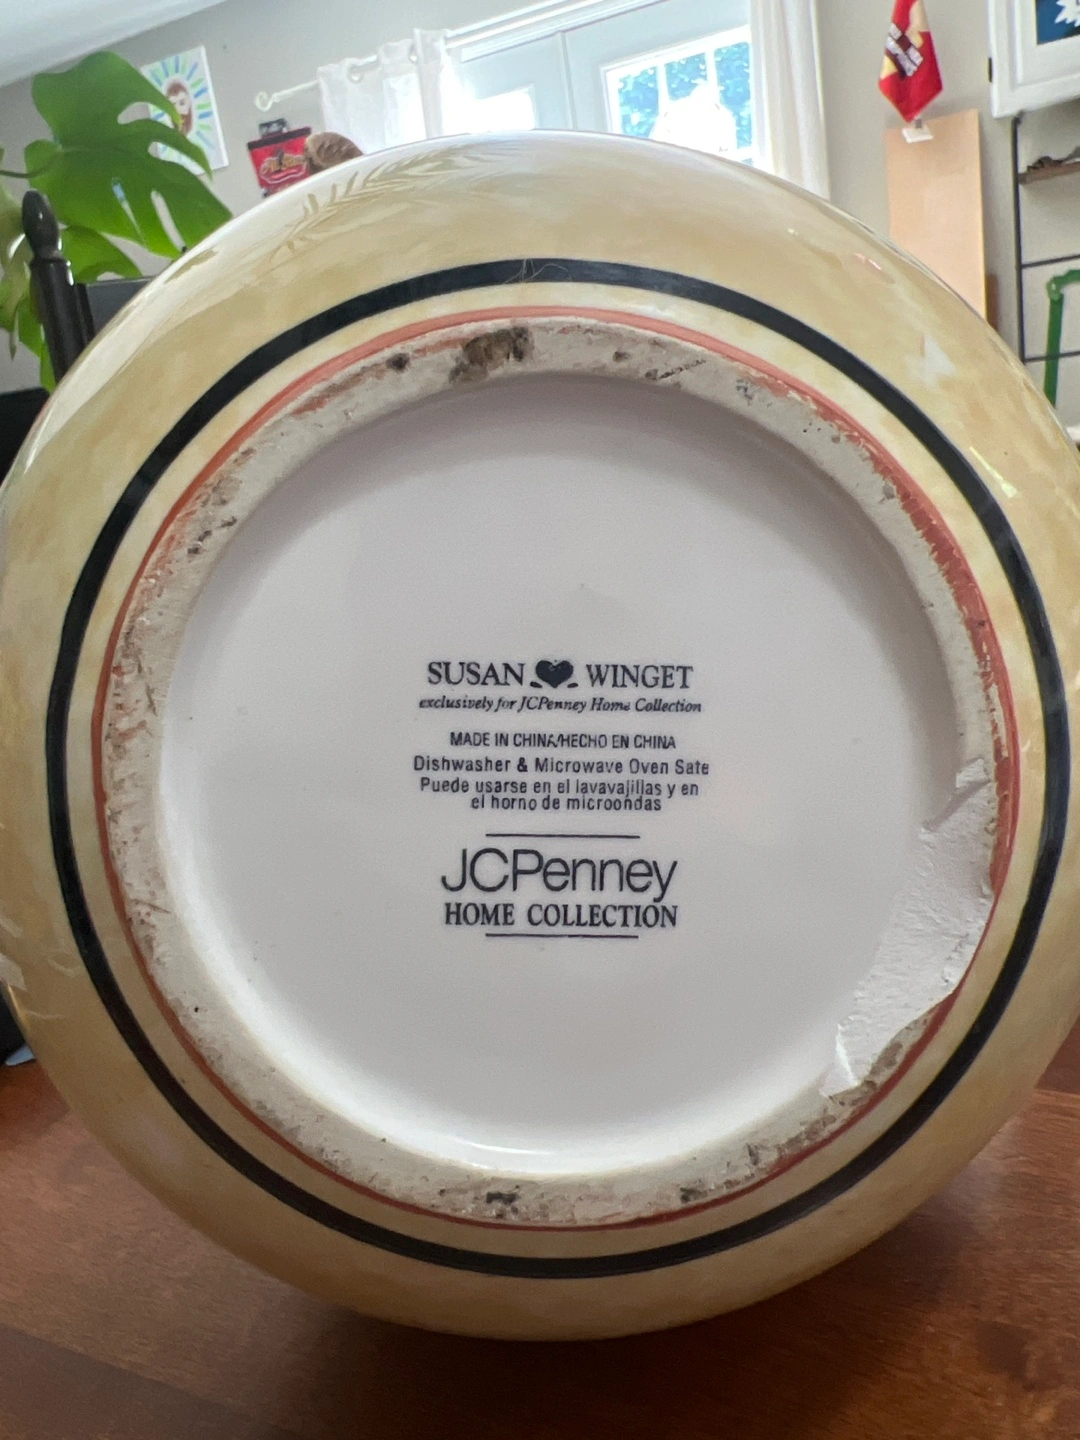 SUSAN WINGET
exclusively for JCPenney Home Collection
MADE IN CHINA/HECHO EN CHINA
Dishwasher & Microwave Oven Safe
Puede usarse en el lavavajillas y en
el horno de microondas
JCPenney
HOME COLLECTION